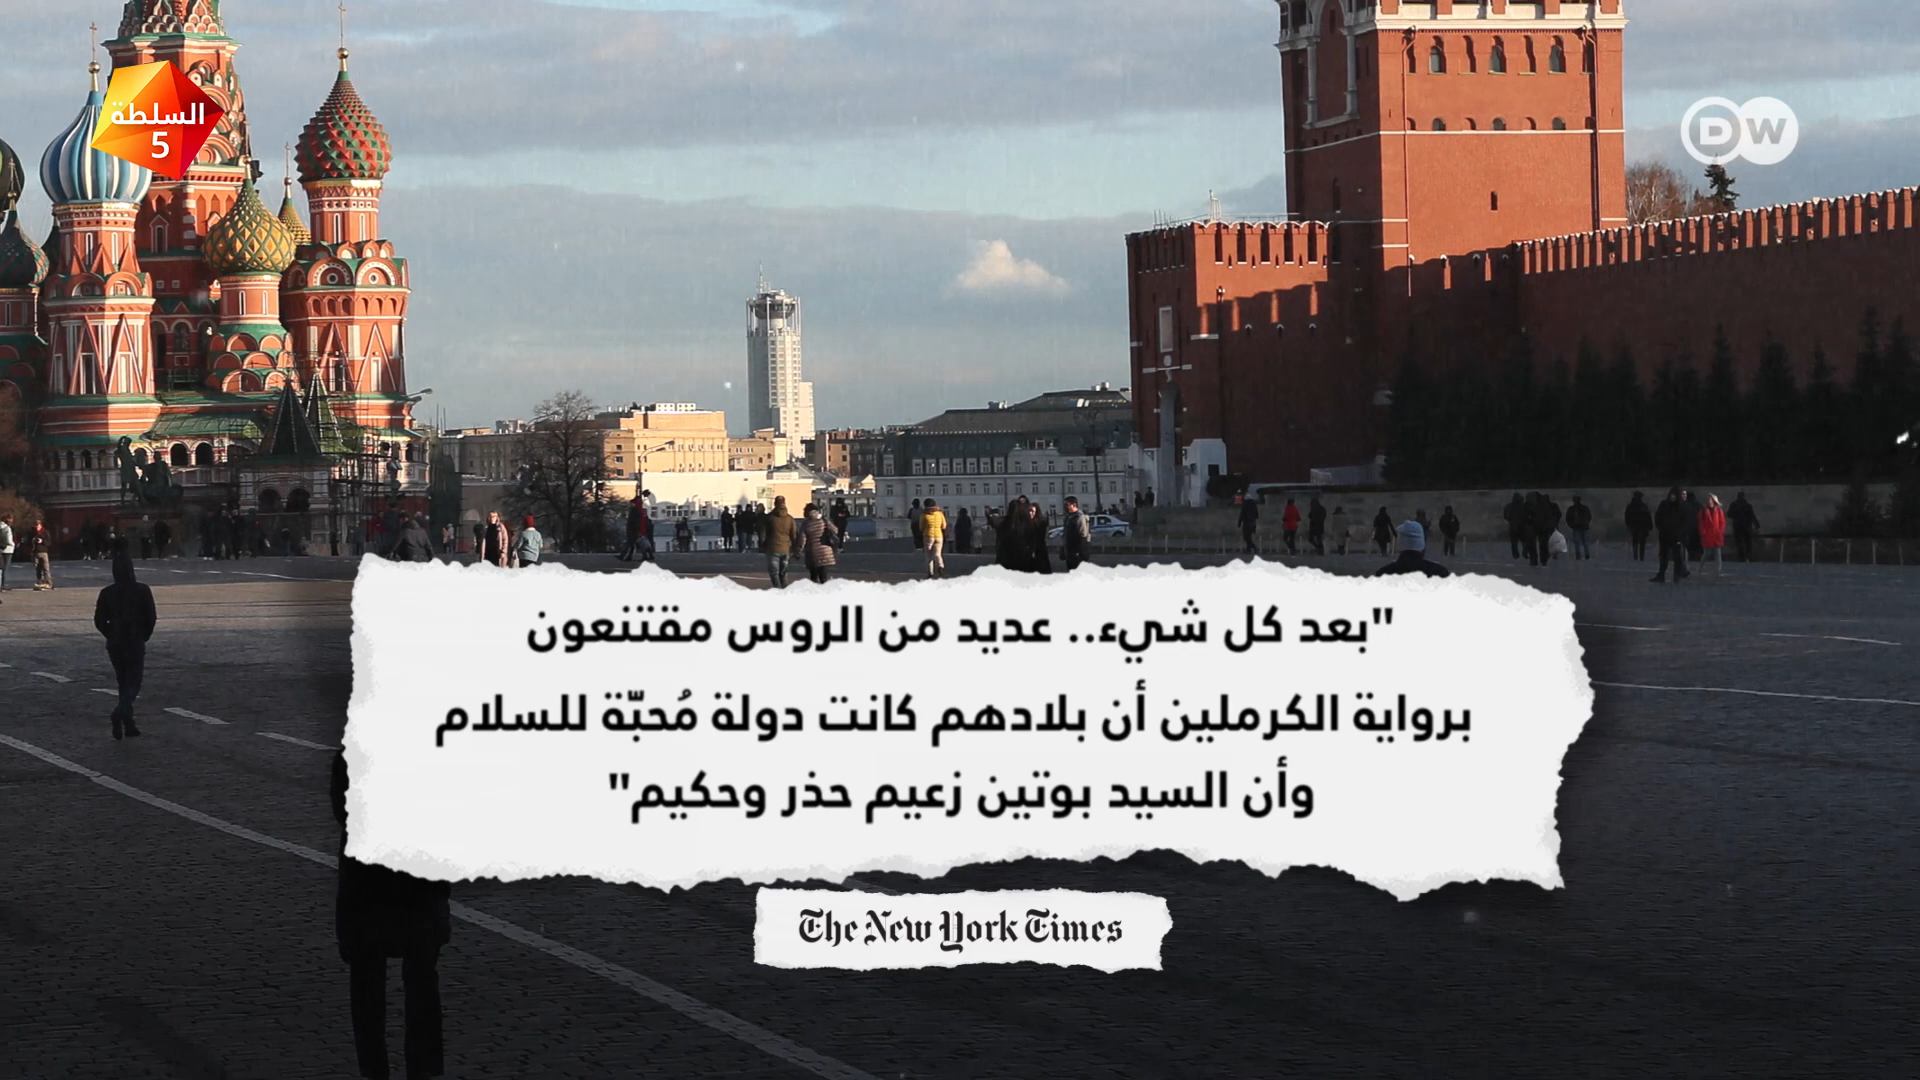 السلطة
5
DW
"بعد كل شيء.. عديد من الروس مقتنعون
برواية الكرملين أن بلادهم كانت دولة مُحبّة للسلام
وأن السيد بوتين زعيم حذر وحكيم"
The New York Times